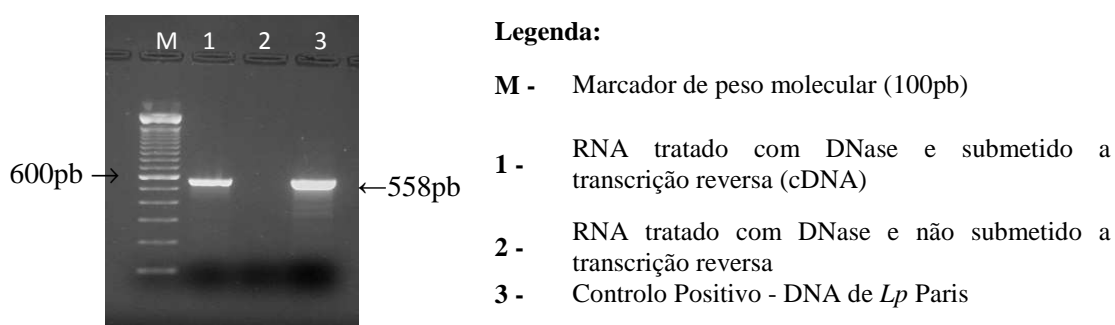 M 1 2 3
600pb →
←558pb
Legenda:
M - Marcador de peso molecular (100pb)
1 - RNA tratado com DNase e submetido a
transcrição reversa (cDNA)
2 - RNA tratado com DNase e não submetido a
transcrição reversa
3 - Controlo Positivo - DNA de Lp Paris